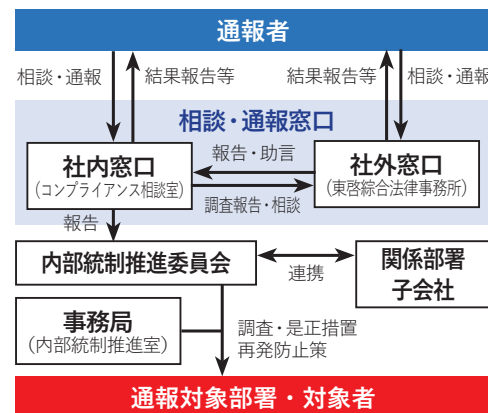 通報者
相談・通報
結果報告等
結果報告等
相談・通報
相談・通報窓口
社内窓口
(コンプライアンス相談室)
報告・助言
調査報告・相談
社外窓口
(東啓綜合法律事務所)
報告
内部統制推進委員会
連携
関係部署
子会社
事務局
(内部統制推進室)
調査・是正措置
再発防止策
通報対象部署・対象者